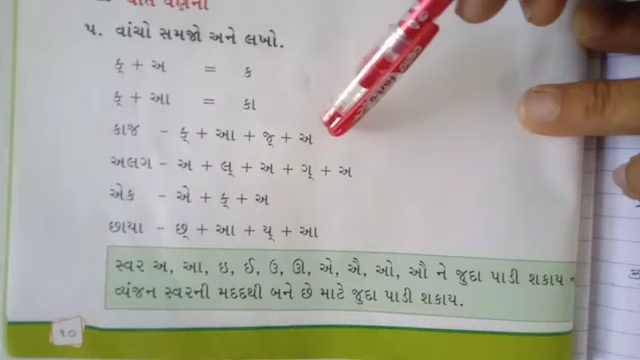 ૫. વાંચો સમજો અને લખો.
ક્ + અ = ક
ક્ + આ = કા
કાજ - ક્ + આ + જ્ + અ
અલગ - અ + લ્ + અ + ગ્ + અ
એક - એ + ક્ + અ
છાયા - છ્ + આ + ય્ + આ
સ્વર અ, આ, ઇ, ઈ, ઉ, ઊ, એ, ઐ, ઓ, ઔ ને જુદા પાડી શકાય ન
વ્યંજન સ્વરની મદદથી બને છે માટે જુદા પાડી શકાય.
૧૦